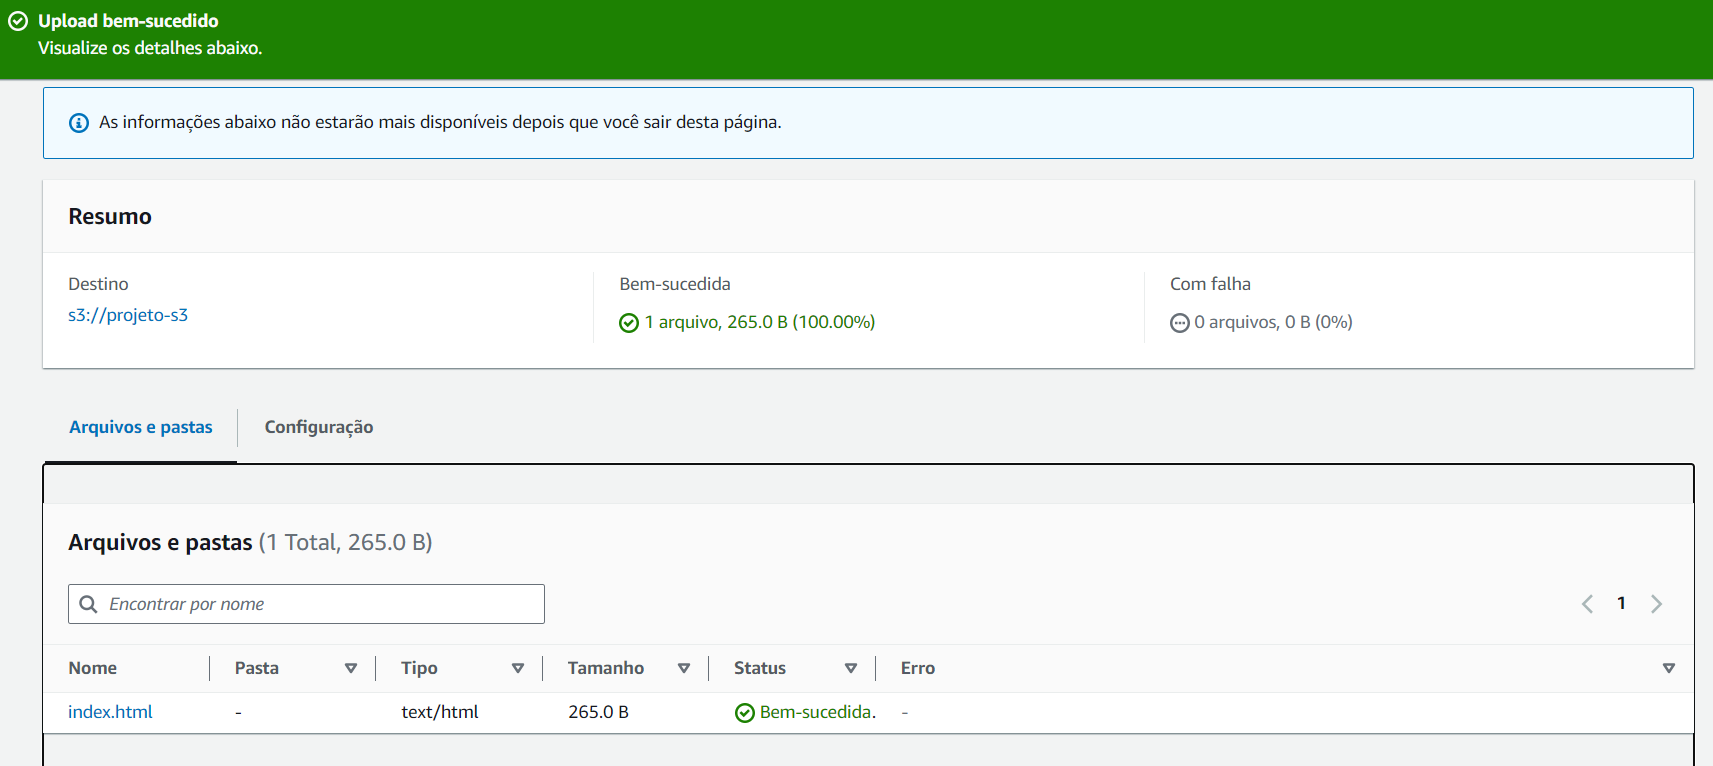 Upload bem-sucedido
Visualize os detalhes abaixo.
As informações abaixo não estarão mais disponíveis depois que você sair desta página.
Resumo
Destino
s3://projeto-s3
Bem-sucedida
1 arquivo, 265.0 B (100.00%)
Com falha
0 arquivos, 0 B (0%)
Arquivos e pastas
Configuração
Arquivos e pastas (1 Total, 265.0 B)
Encontrar por nome
1
Nome Pasta Tipo Tamanho Status Erro
index.html - text/html 265.0 B Bem-sucedida. -